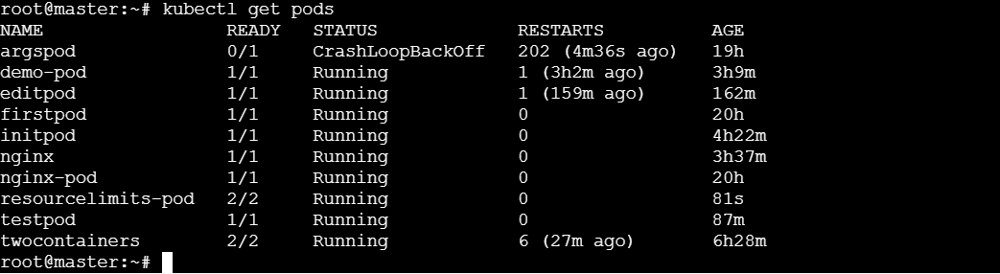 root@master:~# kubectl get pods
NAME READY STATUS RESTARTS AGE
argspod 0/1 CrashLoopBackOff 202 (4m36s ago) 19h
demo-pod 1/1 Running 1 (3h2m ago) 3h9m
editpod 1/1 Running 1 (159m ago) 162m
firstpod 1/1 Running 0 20h
initpod 1/1 Running 0 4h22m
nginx 1/1 Running 0 3h37m
nginx-pod 1/1 Running 0 20h
resourcelimits-pod 2/2 Running 0 81s
testpod 1/1 Running 0 87m
twocontainers 2/2 Running 6 (27m ago) 6h28m
root@master:~#